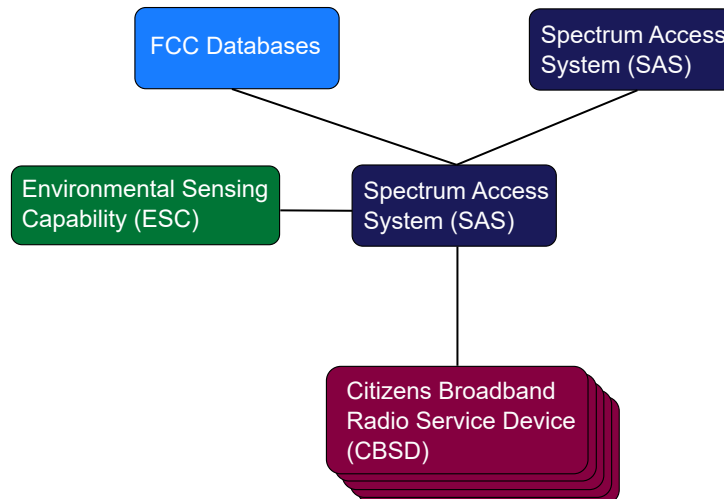 FCC Databases
Spectrum Access
System (SAS)
Environmental Sensing
Capability (ESC)
Spectrum Access
System (SAS)
Citizens Broadband
Radio Service Device
(CBSD)